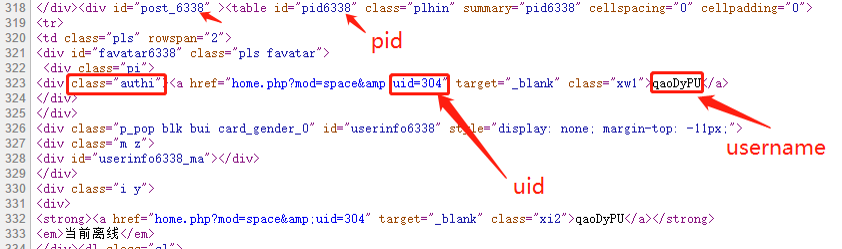 318 </div><div id="post_6338" ><table id="pid6338" class="plhin" summary="pid6338" cellspacing="0" cellpadding="0">
319 <tr>
320 <td class="pls" rowspan="2">
321 <div id="favatar6338" class="pls favatar">
322 <div class="pi">
323 <div class="authi"><a href="home.php?mod=space&amp uid=304" target="_blank" class="xw1">qaoDyPU</a>
324 </div>
325 </div>
326 <div class="p_pop blk bui card_gender_0" id="userinfo6338" style="display: none; margin-top: -11px;">
327 <div class="m z">
328 <div id="userinfo6338_ma"></div>
329 </div>
330 <div class="i y">
331 <div>
332 <strong><a href="home.php?mod=space&amp;uid=304" target="_blank" class="xi2">qaoDyPU</a></strong>
333 <em>当前离线</em>
pid
username
uid